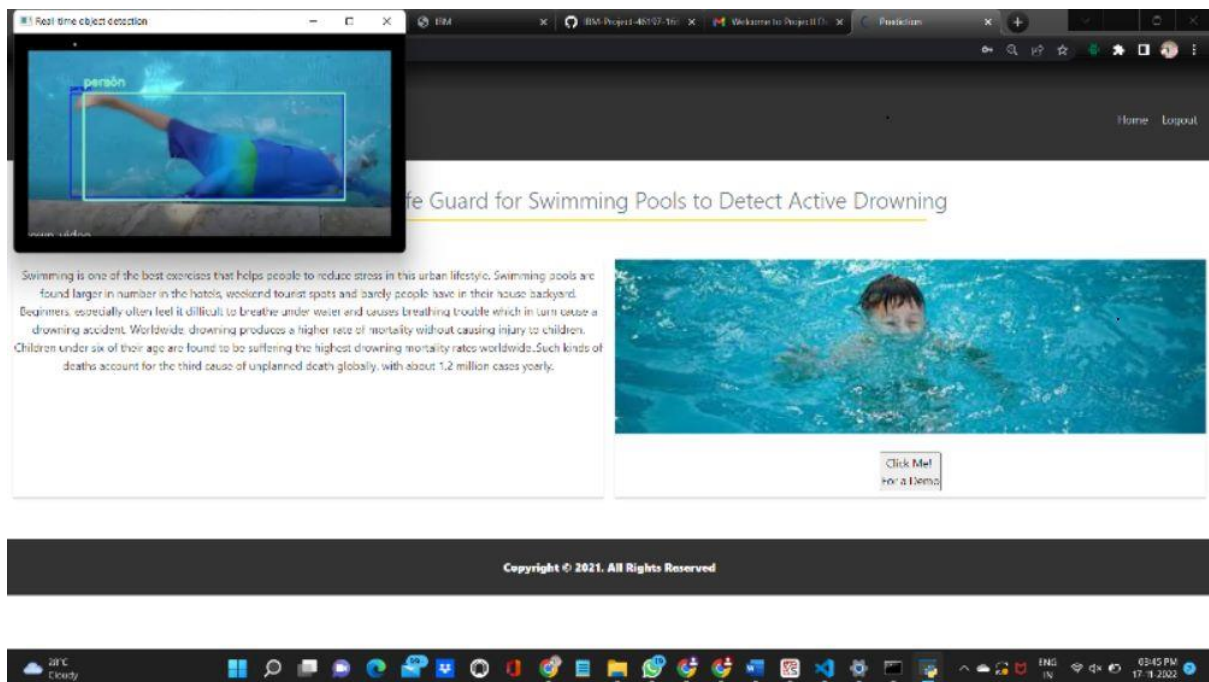 Real-time object detection
IBM
IBM-Project-46197-16
Welcome to Project D
Prediction
person
Home Logout
fe Guard for Swimming Pools to Detect Active Drowning
Swimming is one of the best exercises that helps people to reduce stress in this urban lifestyle. Swimming pools are
found larger in number in the hotels, weekend tourist spots and barely people have in their house backyard.
Beginners, especially often feel it difficult to breathe under water and causes breathing trouble which in turn cause a
drowning accident. Worldwide, drowning produces a higher rate of mortality without causing injury to children.
Children under six of their age are found to be suffering the highest drowning mortality rates worldwide.Such kinds of
deaths account for the third cause of unplanned death globally, with about 1.2 million cases yearly.
Click Me!
For a Demo
Copyright © 2021. All Rights Reserved
Cloudy
ENG
IN
03:45 PM
17-11-2022